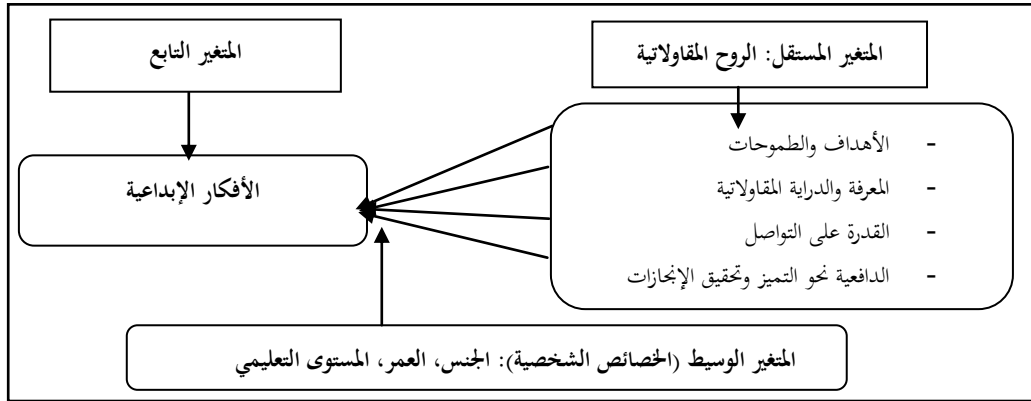 المتغير المستقل: الروح المقاولاتية
المتغير التابع
- الأهداف والطموحات
- المعرفة والدراية المقاولاتية
- القدرة على التواصل
- الدافعية نحو التميز وتحقيق الإنجازات
الأفكار الإبداعية
المتغير الوسيط (الخصائص الشخصية): الجنس، العمر، المستوى التعليمي